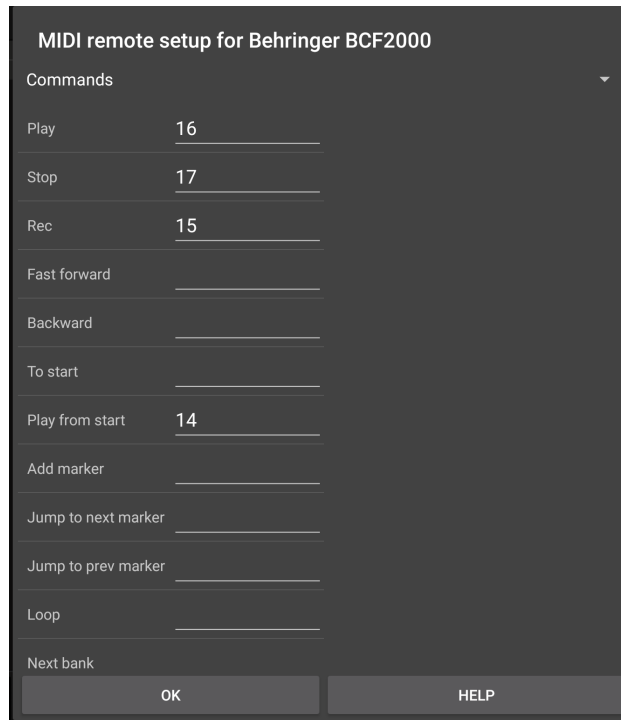 MIDI remote setup for Behringer BCF2000
Commands
Play 16
Stop 17
Rec 15
Fast forward
Backward
To start
Play from start 14
Add marker
Jump to next marker
Jump to prev marker
Loop
Next bank
OK HELP